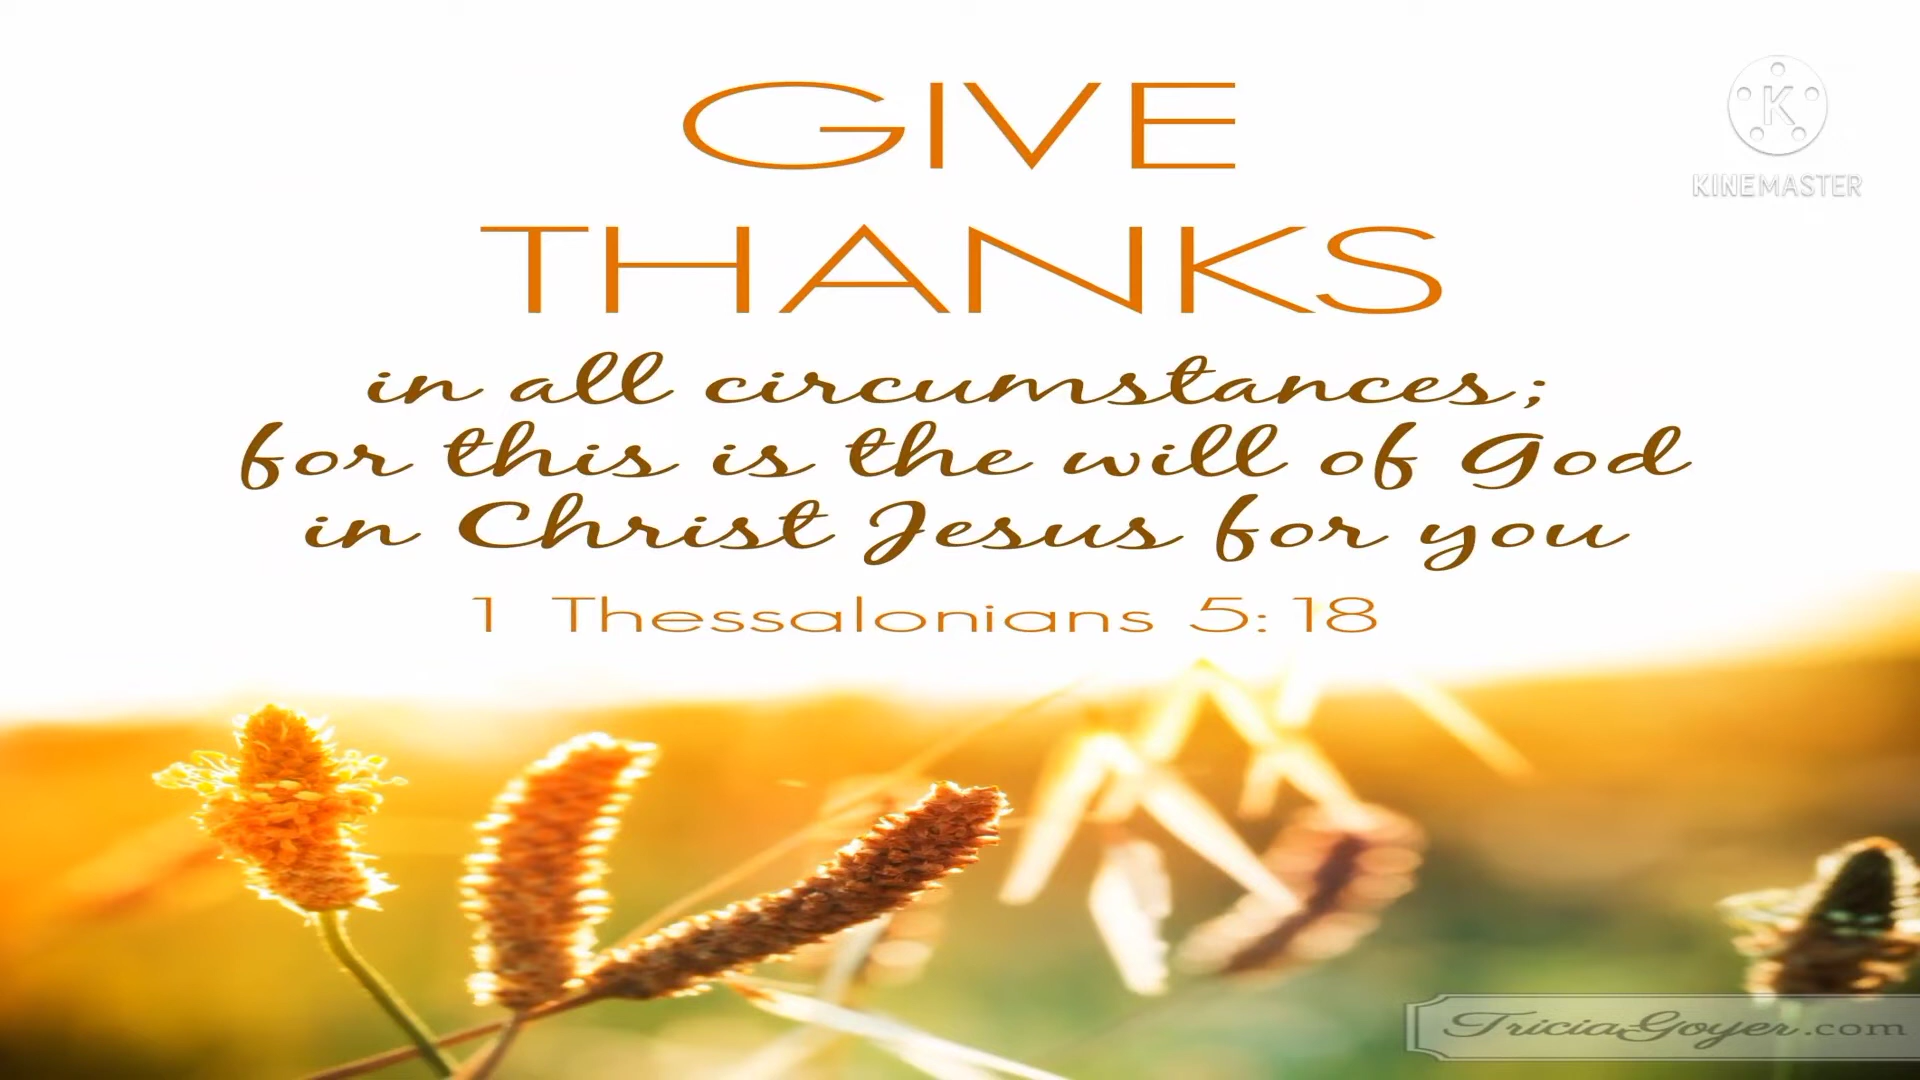 GIVE
THANKS
in all circumstances;
for this is the will of God
in Christ Jesus for you
1 Thessalonians 5:18
K
KINEMASTER
TriciaGoyer.com